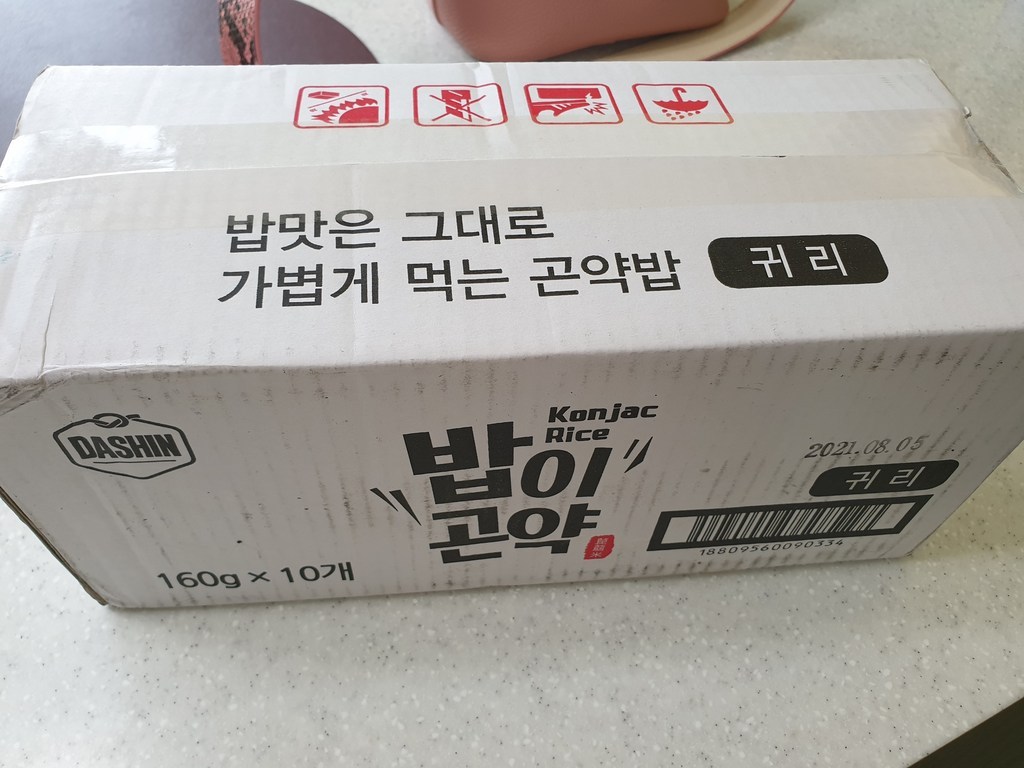 밥맛은 그대로
가볍게 먹는 곤약밥
귀리
DASHIN
Konjac
Rice
밥이
곤약
160g × 10개
2021.08.05
귀리
18809560090334